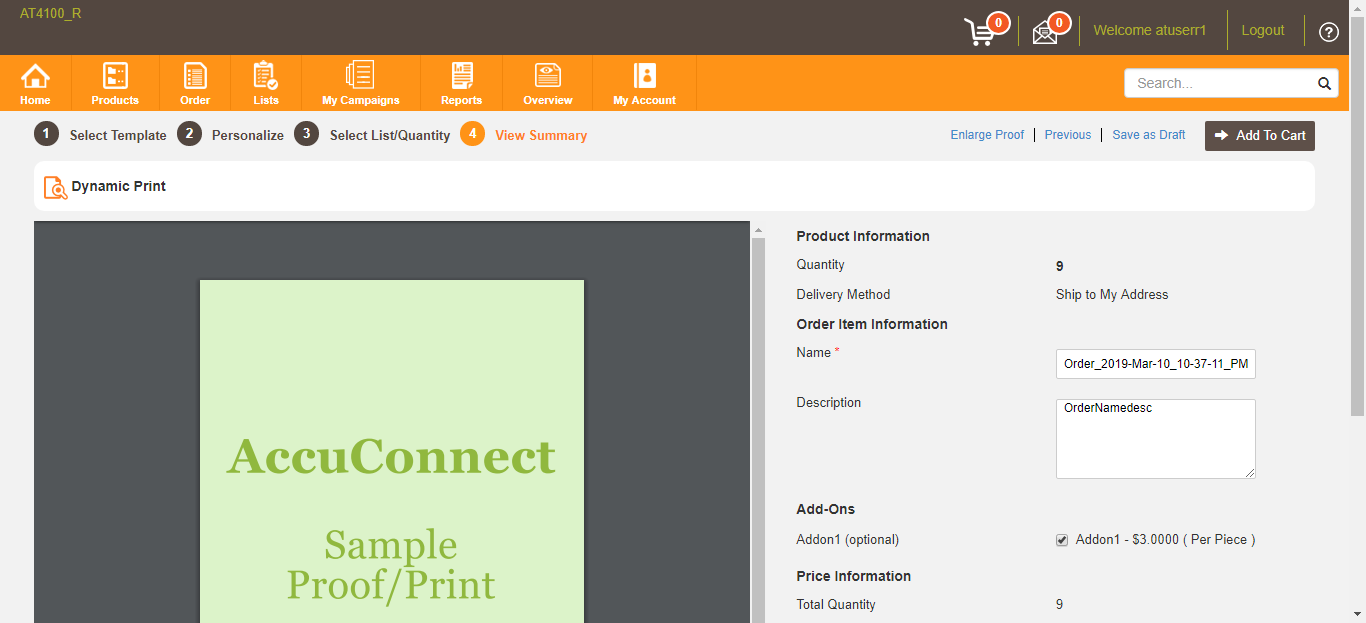 AT4100_R
0
0
Welcome atuserr1
Logout
?
Home
Products
Order
Lists
My Campaigns
Reports
Overview
My Account
Search...
1 Select Template 2 Personalize 3 Select List/Quantity 4 View Summary
Enlarge Proof Previous Save as Draft Add To Cart
Dynamic Print
AccuConnect
Sample
Proof/Print
Product Information
Quantity 9
Delivery Method Ship to My Address
Order Item Information
Name * Order_2019-Mar-10_10-37-11_PM
Description OrderNamedesc
Add-Ons
Addon1 (optional) Addon1 - $3.0000 ( Per Piece )
Price Information
Total Quantity 9